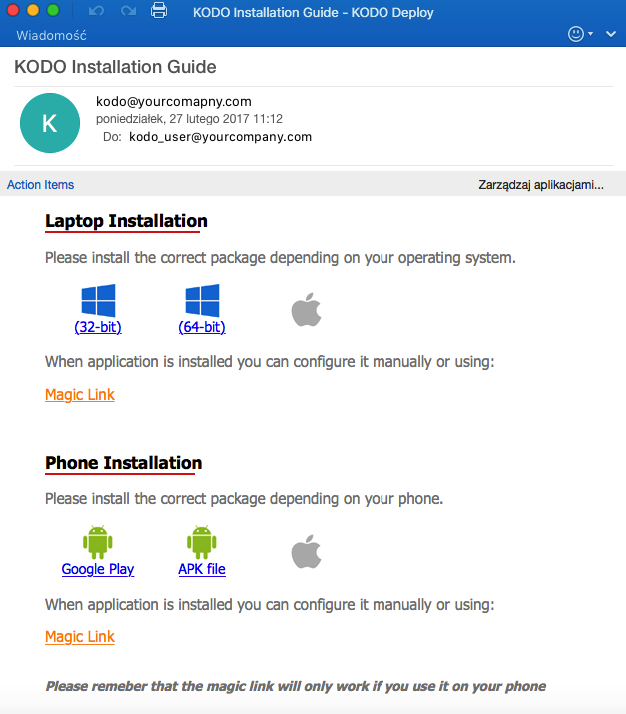 KODO Installation Guide - KODO Deploy
Wiadomość
KODO Installation Guide
K
kodo@yourcomapny.com
poniedziałek, 27 lutego 2017 11:12
Do: kodo_user@yourcompany.com
Action Items
Zarządzaj aplikacjami...
Laptop Installation
Please install the correct package depending on your operating system.
(32-bit) (64-bit)
When application is installed you can configure it manually or using:
Magic Link
Phone Installation
Please install the correct package depending on your phone.
Google Play APK file
When application is installed you can configure it manually or using:
Magic Link
Please remeber that the magic link will only work if you use it on your phone